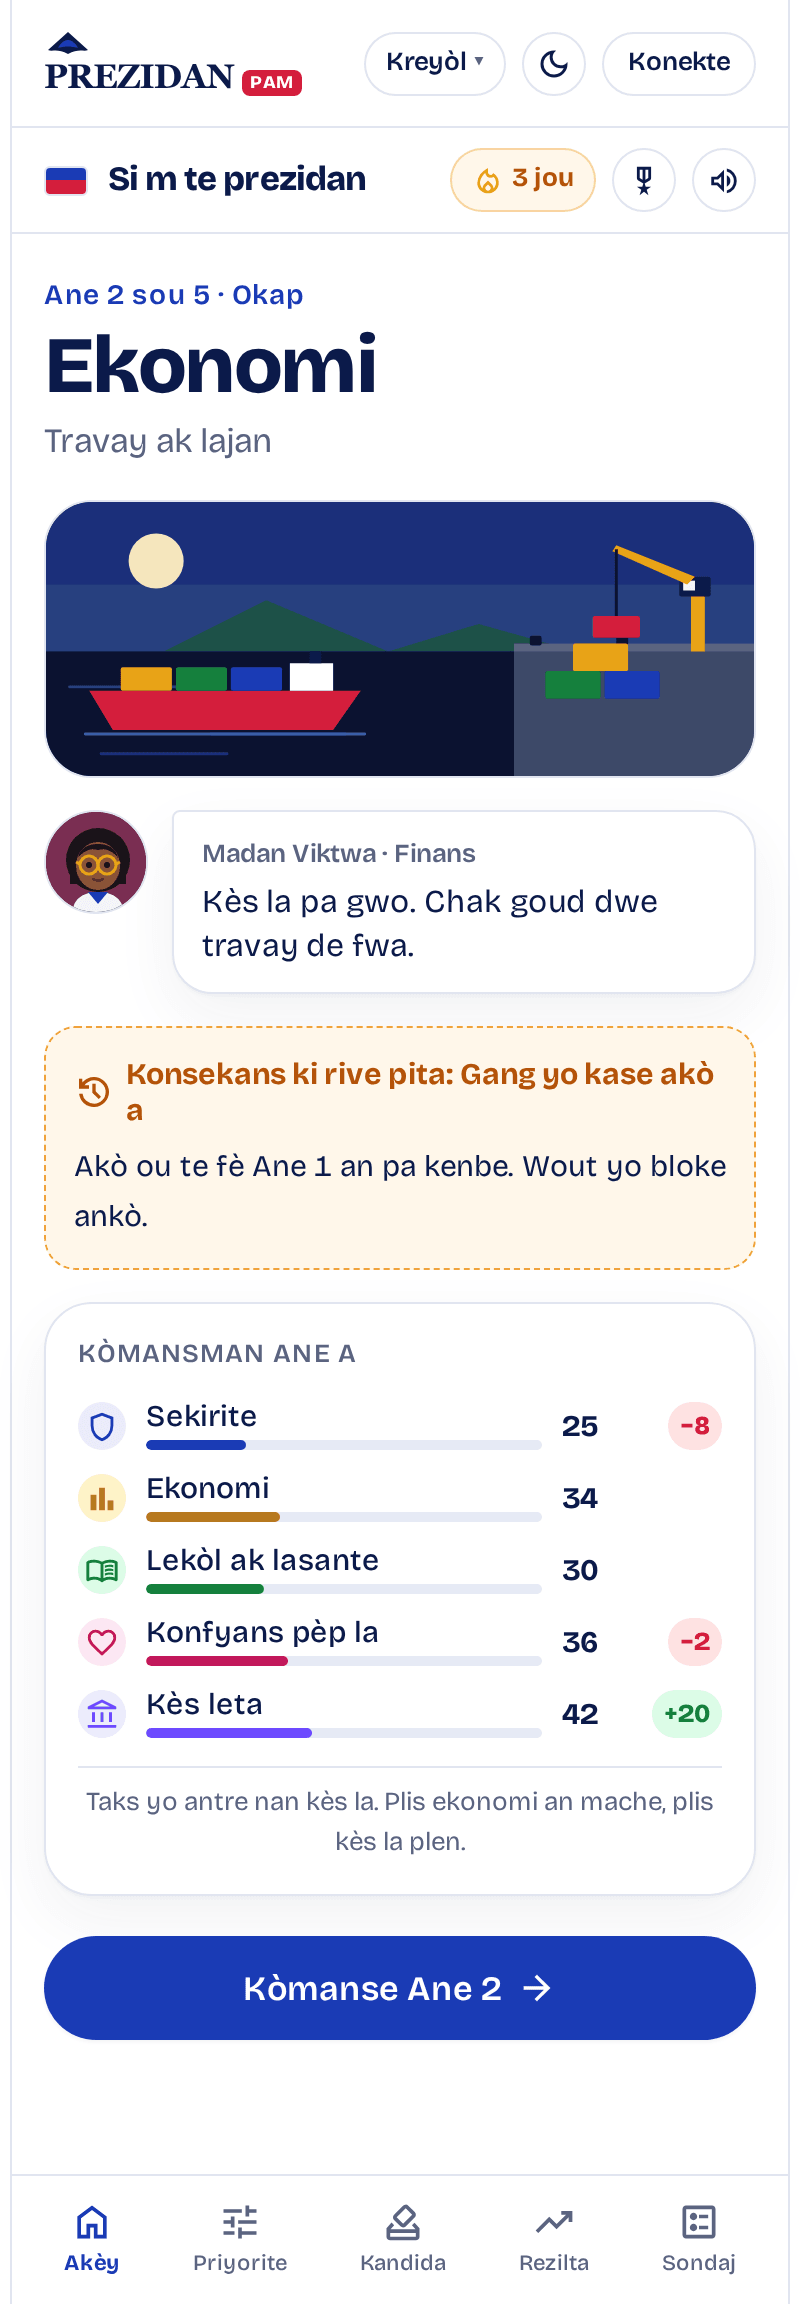 PREZIDAN PAM
Kreyòl ▾
Konekte
Si m te prezidan
3 jou
Ane 2 sou 5 · Okap
Ekonomi
Travay ak lajan
Madan Viktwa · Finans
Kès la pa gwo. Chak goud dwe
travay de fwa.
Konsekans ki rive pita: Gang yo kase akò
a
Akò ou te fè Ane 1 an pa kenbe. Wout yo bloke
ankò.
KÒMANSMAN ANE A
Sekirite 25 −8
Ekonomi 34
Lekòl ak lasante 30
Konfyans pèp la 36 −2
Kès leta 42 +20
Taks yo antre nan kès la. Plis ekonomi an mache, plis
kès la plen.
Kòmanse Ane 2 →
Akèy
Priyorite
Kandida
Rezilta
Sondaj